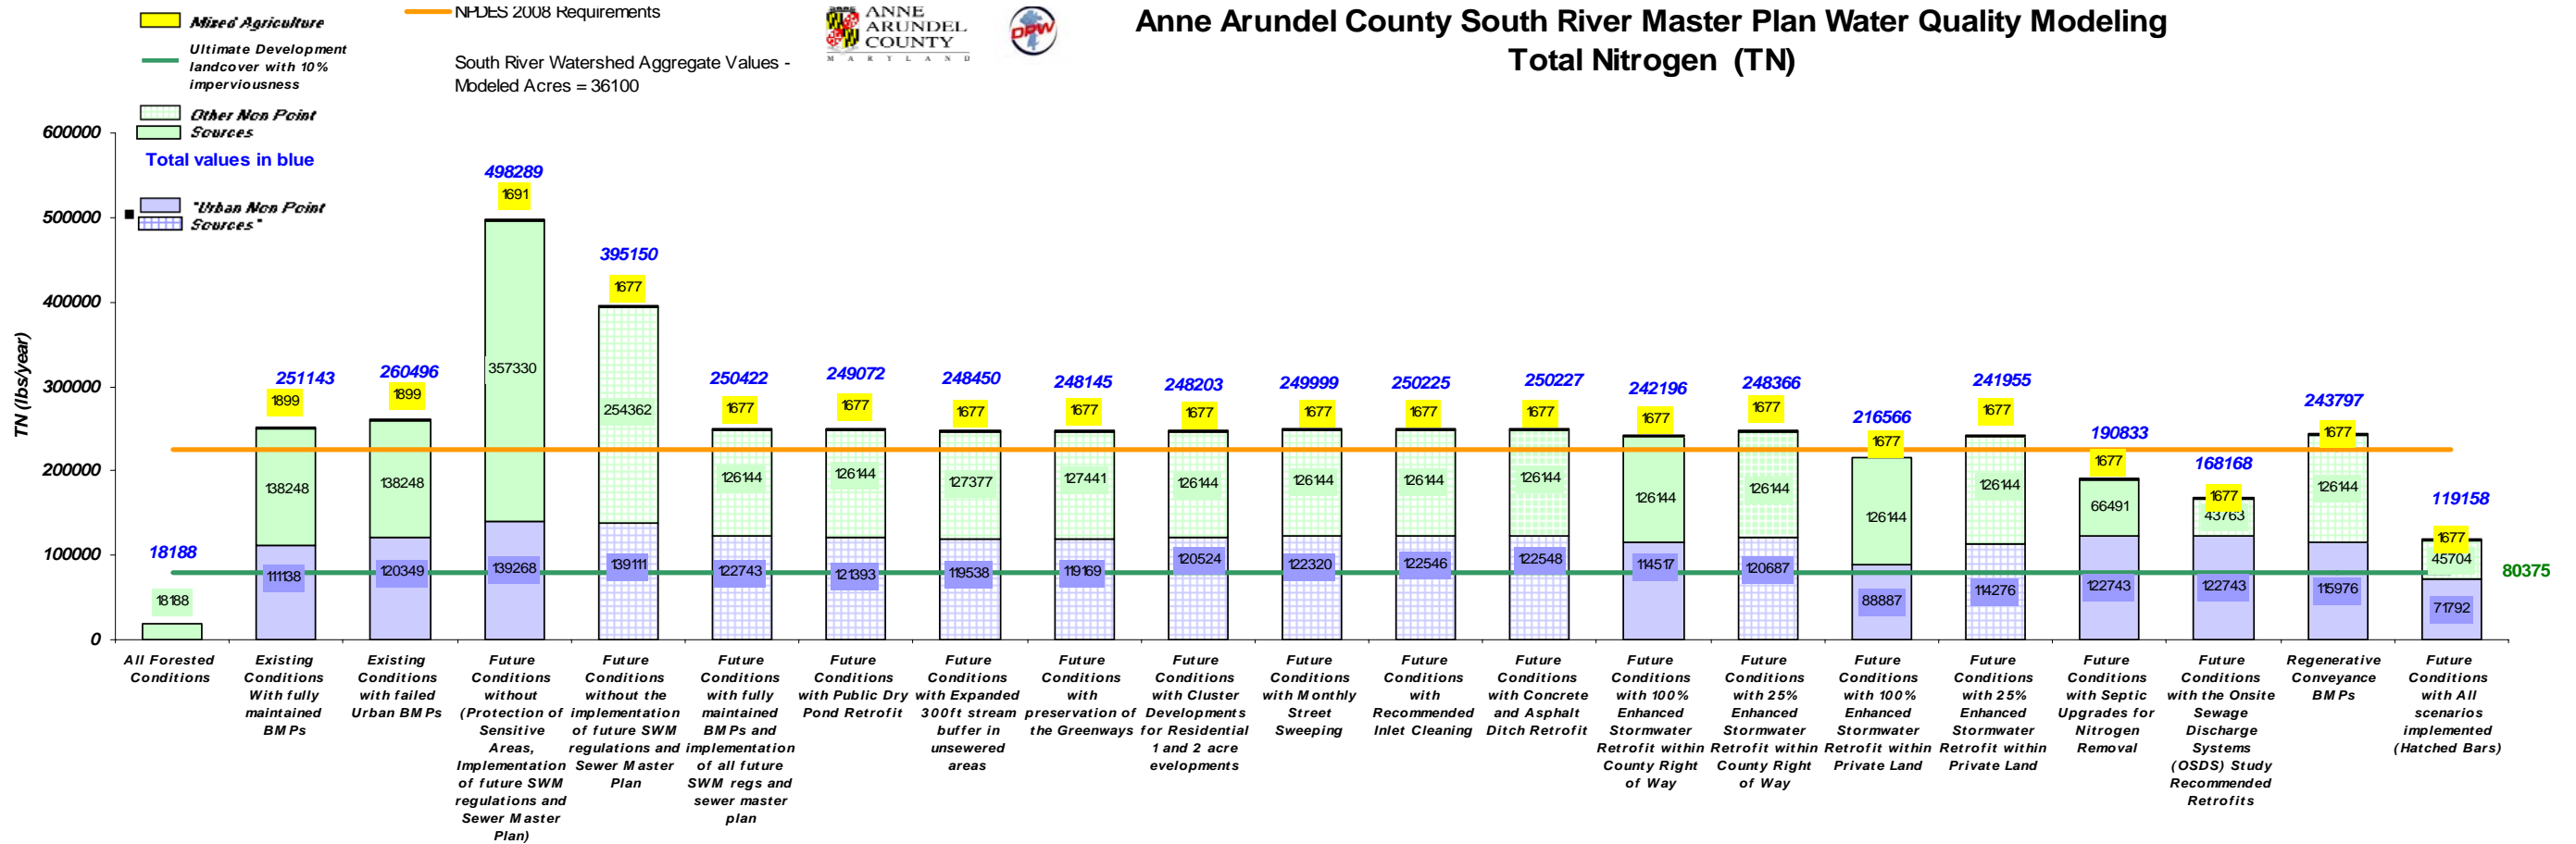 Mixed Agriculture
Ultimate Development
landcover with 10%
imperviousness
Other Non Point
Sources
Total values in blue
"Urban Non Point
Sources"
NPDES 2008 Requirements
South River Watershed Aggregate Values -
Modeled Acres = 36100
ANNE
ARUNDEL
COUNTY
MARYLAND
DPW
Anne Arundel County South River Master Plan Water Quality Modeling
Total Nitrogen (TN)
TN (lbs/year)
600000
500000
400000
300000
200000
100000
0
18188
18188
251143
1899
138248
111138
260496
1899
138248
120349
498289
1691
357330
139268
395150
1677
254362
139111
250422
1677
126144
122743
249072
1677
126144
121393
248450
1677
127377
119538
248145
1677
127441
119169
248203
1677
126144
120524
249999
1677
126144
122320
250225
1677
126144
122546
250227
1677
126144
122548
242196
1677
126144
114517
248366
1677
126144
120687
216566
1677
126144
88887
241955
1677
126144
114276
190833
1677
66491
122743
168168
1677
43763
122743
243797
1677
126144
115976
119158
1677
45704
71792
80375
All Forested
Conditions
Existing
Conditions
With fully
maintained
BMPs
Existing
Conditions
with failed
Urban BMPs
Future
Conditions
without
(Protection of
Sensitive
Areas,
Implementation
of future SWM
regulations and
Sewer Master
Plan)
Future
Conditions
without the
implementation
of future SWM
regulations and
Sewer Master
Plan
Future
Conditions
with fully
maintained
BMPs and
implementation
of all future
SWM regs and
sewer master
plan
Future
Conditions
with Public Dry
Pond Retrofit
Future
Conditions
with Expanded
300ft stream
buffer in
unsewered
areas
Future
Conditions
with
preservation of
the Greenways
Future
Conditions
with Cluster
Developments
for Residential
1 and 2 acre
evelopments
Future
Conditions
with Monthly
Street
Sweeping
Future
Conditions
with
Recommended
Inlet Cleaning
Future
Conditions
with Concrete
and Asphalt
Ditch Retrofit
Future
Conditions
with 100%
Enhanced
Stormwater
Retrofit within
County Right
of Way
Future
Conditions
with 25%
Enhanced
Stormwater
Retrofit within
County Right
of Way
Future
Conditions
with 100%
Enhanced
Stormwater
Retrofit within
Private Land
Future
Conditions
with 25%
Enhanced
Stormwater
Retrofit within
Private Land
Future
Conditions
with Septic
Upgrades for
Nitrogen
Removal
Future
Conditions
with the Onsite
Sewage
Discharge
Systems
(OSDS) Study
Recommended
Retrofits
Regenerative
Conveyance
BMPs
Future
Conditions
with All
scenarios
implemented
(Hatched Bars)